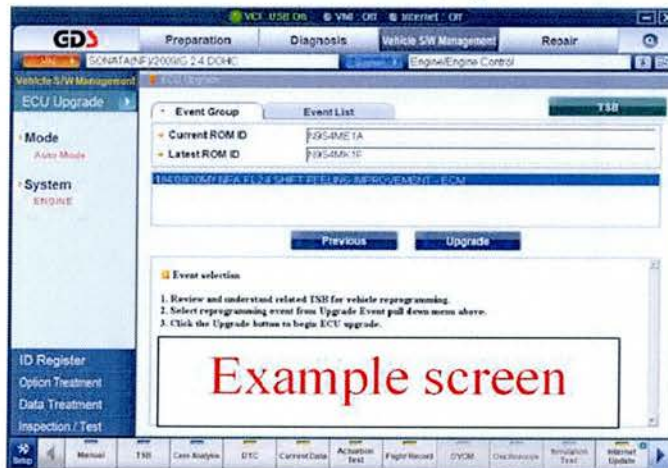 VCI : USB On VMI : Off Internet : Off
GDS
Preparation Diagnosis Vehicle S/W Management Repair
VIN SONATA(NF)/2009/G 2.4 DOHC System Engine/Engine Control
Vehicle S/W Management ECU Upgrade
ECU Upgrade
Event Group Event List TSB
Mode
Auto Mode
System
ENGINE
Current ROM ID N9IS4ME1A
Latest ROM ID
SHIFT FEELING IMPROVEMENT - ECM
Previous Upgrade
Event selection
1. Review and understand related TSB for vehicle reprogramming.
2. Select reprogramming event from Upgrade Event pull down menu above.
3. Click the Upgrade button to begin ECU upgrade.
Example screen
ID Register
Option Treatment
Data Treatment
Inspection / Test
Setup Manual TSB Case Analysis DTC Current Data Actuation Test Flight Record DVOM Oscilloscope Simulation Test Internet Update